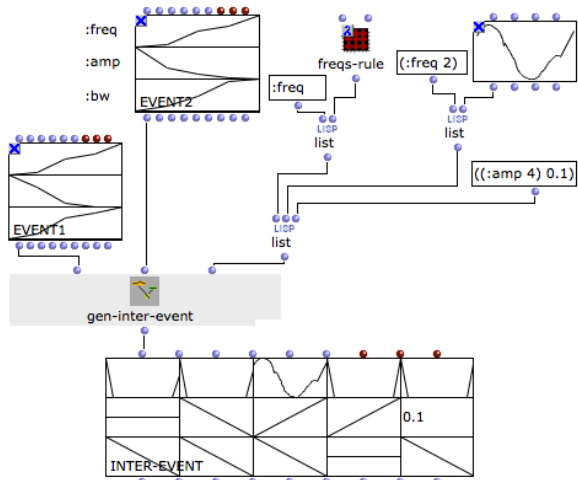 :freq
:amp
:bw
EVENT2
:freq
freqs-rule
(:freq 2)
LISP
list
LISP
list
((:amp 4) 0.1)
EVENT1
LISP
list
gen-inter-event
0.1
INTER-EVENT